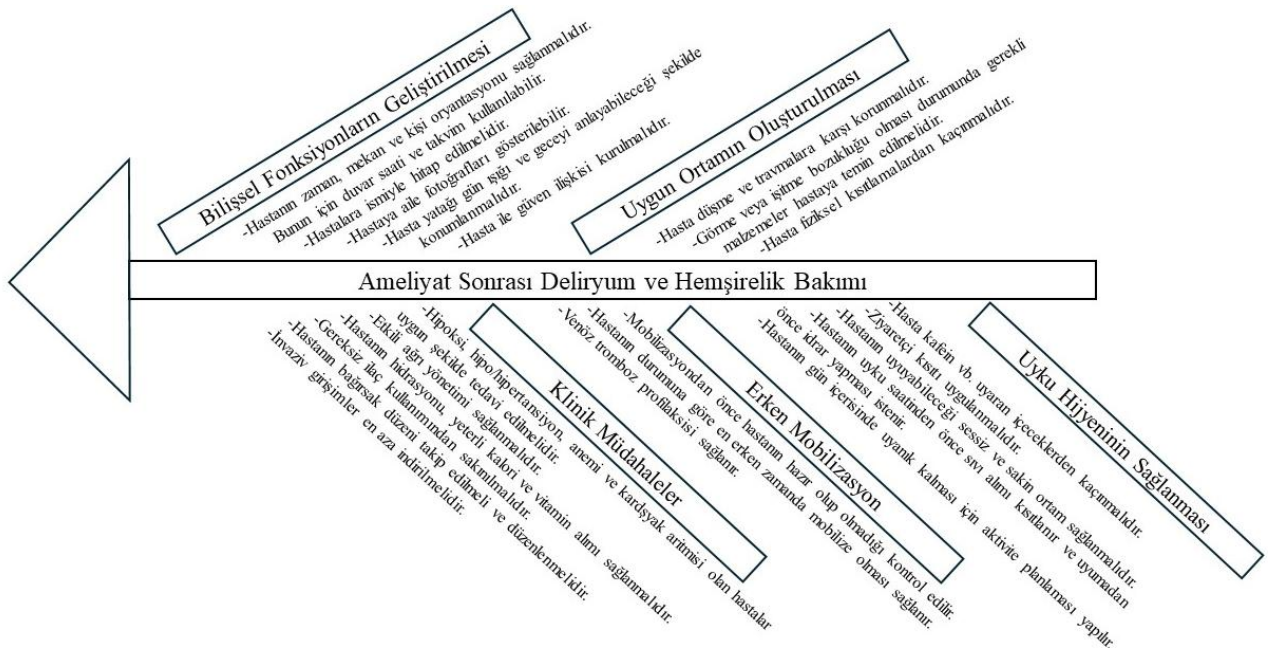 Bilişsel Fonksiyonların Geliştirilmesi
-Hastanın zaman, mekan ve kişi oryantasyonu sağlanmalıdır.
Bunun için duvar saati ve takvim kullanılabilir.
-Hastalara ismiyle hitap edilmelidir.
-Hastaya aile fotoğrafları gösterilebilir.
-Hasta yatağı gün ışığı ve geceyi anlayabileceği şekilde
konumlanmalıdır.
-Hasta ile güven ilişkisi kurulmalıdır.
Uygun Ortamın Oluşturulması
-Hasta düşme ve travmalara karşı korunmalıdır.
-Görme veya işitme bozukluğu olması durumunda gerekli
malzemeler hastaya temin edilmelidir.
-Hasta fiziksel kısıtlamalardan kaçınmalıdır.
Ameliyat Sonrası Deliryum ve Hemşirelik Bakımı
Klinik Müdahaleler
-Hipoksi, hipo/hipertansiyon, anemi ve kardşyak aritmisi olan hastalar
uygun şekilde tedavi edilmelidir.
-Etkili ağrı yönetimi sağlanmalıdır.
-Hastanın hidrasyonu, yeterli kalori ve vitamin alımı sağlanmalıdır.
-Gereksiz ilaç kullanımından sakınılmalıdır.
-Hastanın bağırsak düzeni takip edilmeli ve düzenlenmelidir.
-İnvaziv girişimler en aza indirilmelidir.
Erken Mobilizasyon
-Mobilizasyondan önce hastanın hazır olup olmadığı kontrol edilir.
-Hastanın durumuna göre en erken zamanda mobilize olması sağlanır.
-Venöz tromboz profilaksisi sağlanır.
Uyku Hijyeninin Sağlanması
-Hasta kafein vb. uyaran içeceklerden kaçınmalıdır.
-Ziyaretçi kısıtı uygulanmalıdır.
-Hastanın uyuyabileceği sessiz ve sakin ortam sağlanmalıdır.
-Hastanın uyku saatinden önce sıvı alımı kısıtlanır ve uyumadan
önce idrar yapması istenir.
-Hastanın gün içerisinde uyanık kalması için aktivite planlaması yapılır.